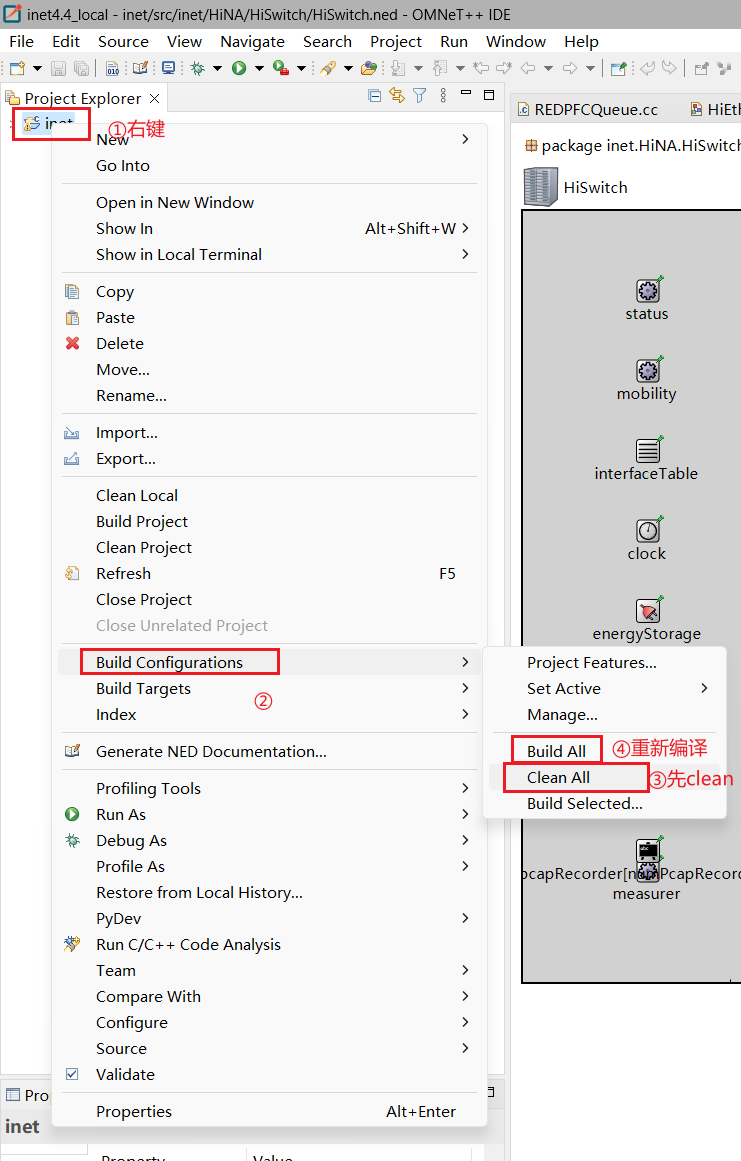 inet4.4_local - inet/src/inet/HiNA/HiSwitch/HiSwitch.ned - OMNeT++ IDE
File Edit Source View Navigate Search Project Run Window Help
Project Explorer
inet
①右键
New
Go Into
Open in New Window
Show In Alt+Shift+W
Show in Local Terminal
Copy
Paste
Delete
Move...
Rename...
Import...
Export...
Clean Local
Build Project
Clean Project
Refresh F5
Close Project
Close Unrelated Project
Build Configurations
Build Targets
②
Index
Generate NED Documentation...
Profiling Tools
Run As
Debug As
Profile As
Restore from Local History...
PyDev
Run C/C++ Code Analysis
Team
Compare With
Configure
Source
Validate
Properties Alt+Enter
Project Features...
Set Active
Manage...
Build All
④重新编译
Clean All
③先clean
Build Selected...
REDPFCQueue.cc HiEth
package inet.HiNA.HiSwitch
HiSwitch
status
mobility
interfaceTable
clock
energyStorage
measurer
Pro
inet
Property Value